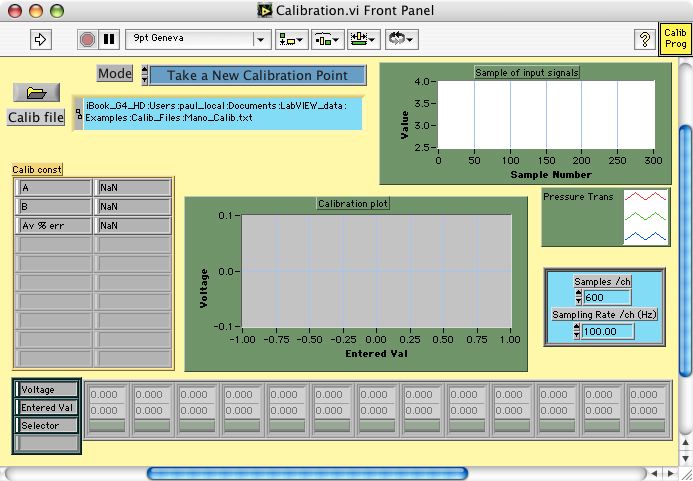 Calibration.vi Front Panel
9pt Geneva
?
Calib
Prog
Mode
Take a New Calibration Point
Calib file
iBook_G4_HD:Users:paul_local:Documents:LabVIEW_data:
Examples:Calib_Files:Mano_Calib.txt
Sample of input signals
Value
4.0
3.5
3.0
2.5
0 50 100 150 200 250 300
Sample Number
Calib const
A NaN
B NaN
Av % err NaN
Calibration plot
Voltage
0.1
0.0
-0.1
-1.00 -0.75 -0.50 -0.25 0.00 0.25 0.50 0.75 1.00
Entered Val
Pressure Trans
Samples /ch
600
Sampling Rate /ch (Hz)
100.00
Voltage 0.000 0.000 0.000 0.000 0.000 0.000 0.000 0.000 0.000 0.000 0.000 0.000 0.000
Entered Val 0.000 0.000 0.000 0.000 0.000 0.000 0.000 0.000 0.000 0.000 0.000 0.000 0.000
Selector